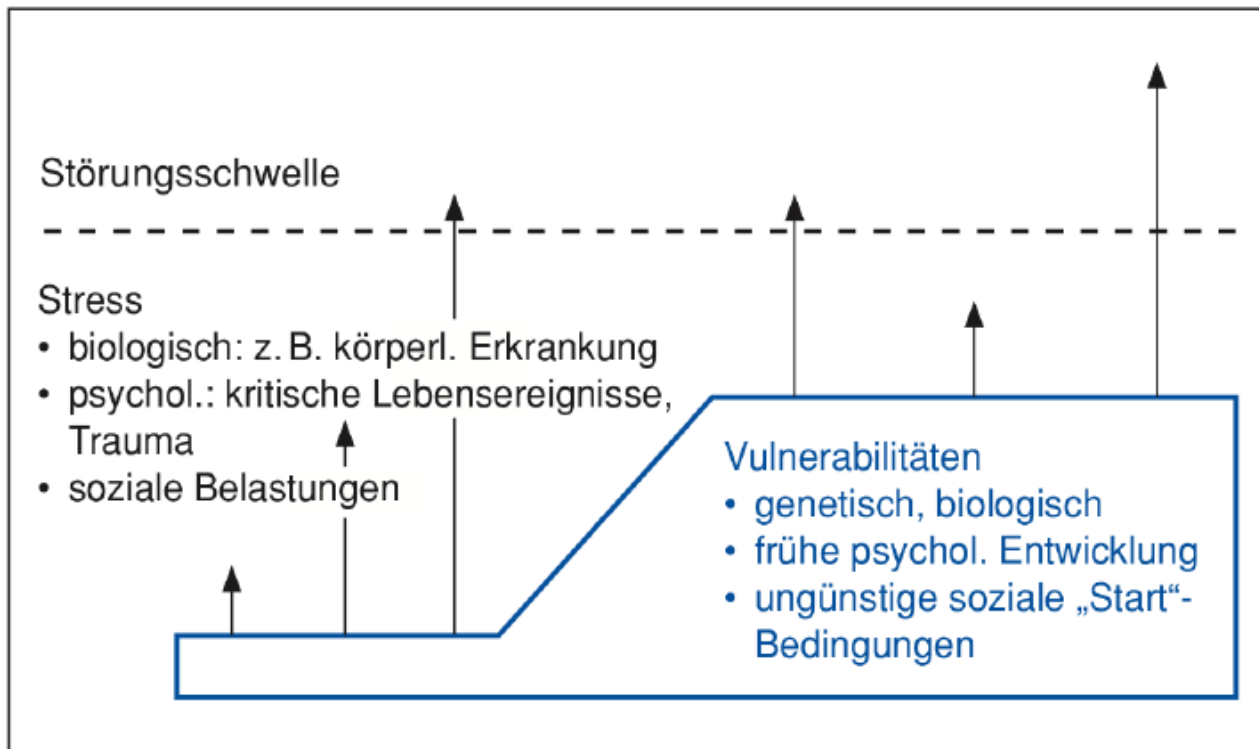 Störungsschwelle
Stress
• biologisch: z. B. körperl. Erkrankung
• psychol.: kritische Lebensereignisse,
Trauma
• soziale Belastungen
Vulnerabilitäten
• genetisch, biologisch
• frühe psychol. Entwicklung
• ungünstige soziale „Start“-
Bedingungen